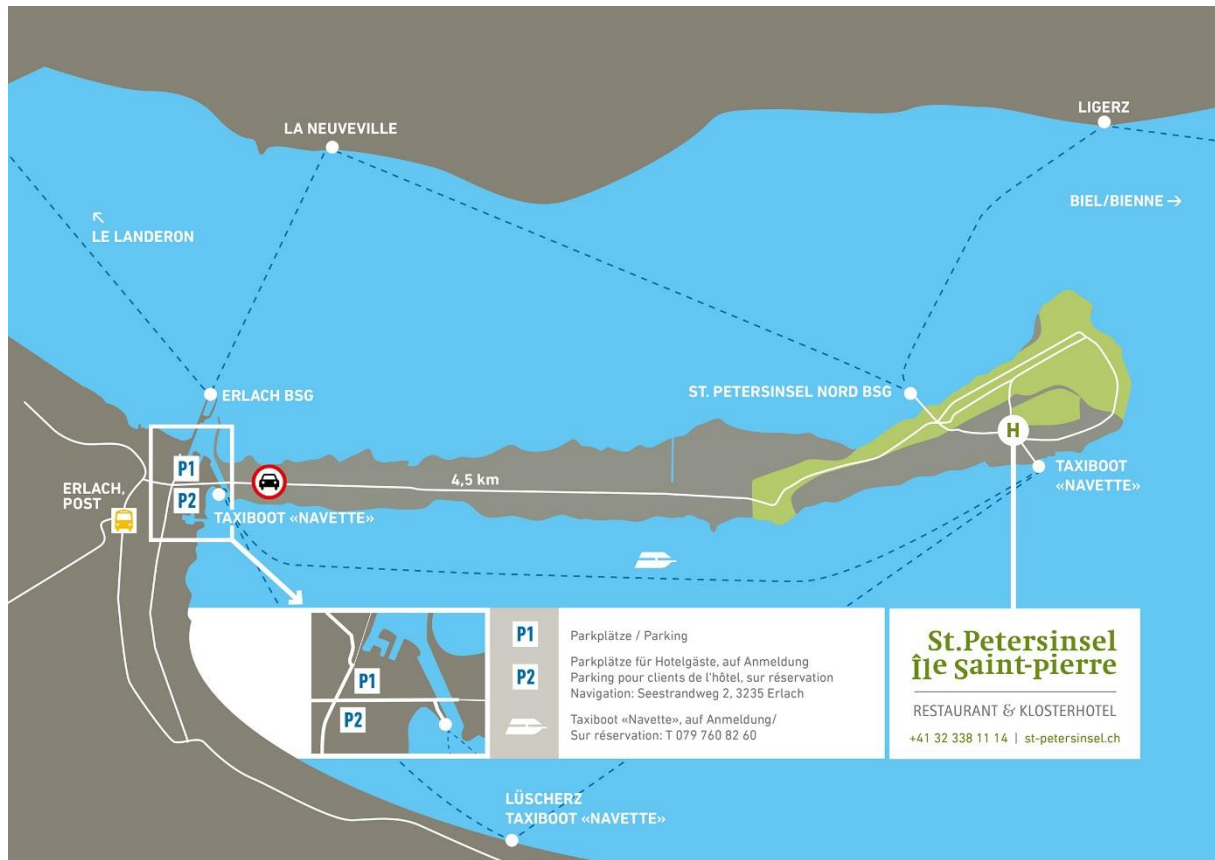 LA NEUVEVILLE
LIGERZ
BIEL/BIENNE →
↖
LE LANDERON
ERLACH BSG
ST. PETERSINSEL NORD BSG
H
P1
P2
4,5 km
ERLACH,
POST
TAXIBOOT «NAVETTE»
TAXIBOOT
«NAVETTE»
P1
P2
P1
Parkplätze / Parking
P2
Parkplätze für Hotelgäste, auf Anmeldung
Parking pour clients de l'hôtel, sur réservation
Navigation: Seestrandweg 2, 3235 Erlach
Taxiboot «Navette», auf Anmeldung/
Sur réservation: T 079 760 82 60
St.Petersinsel
Île saint-pierre
RESTAURANT & KLOSTERHOTEL
+41 32 338 11 14 | st-petersinsel.ch
LÜSCHERZ
TAXIBOOT «NAVETTE»